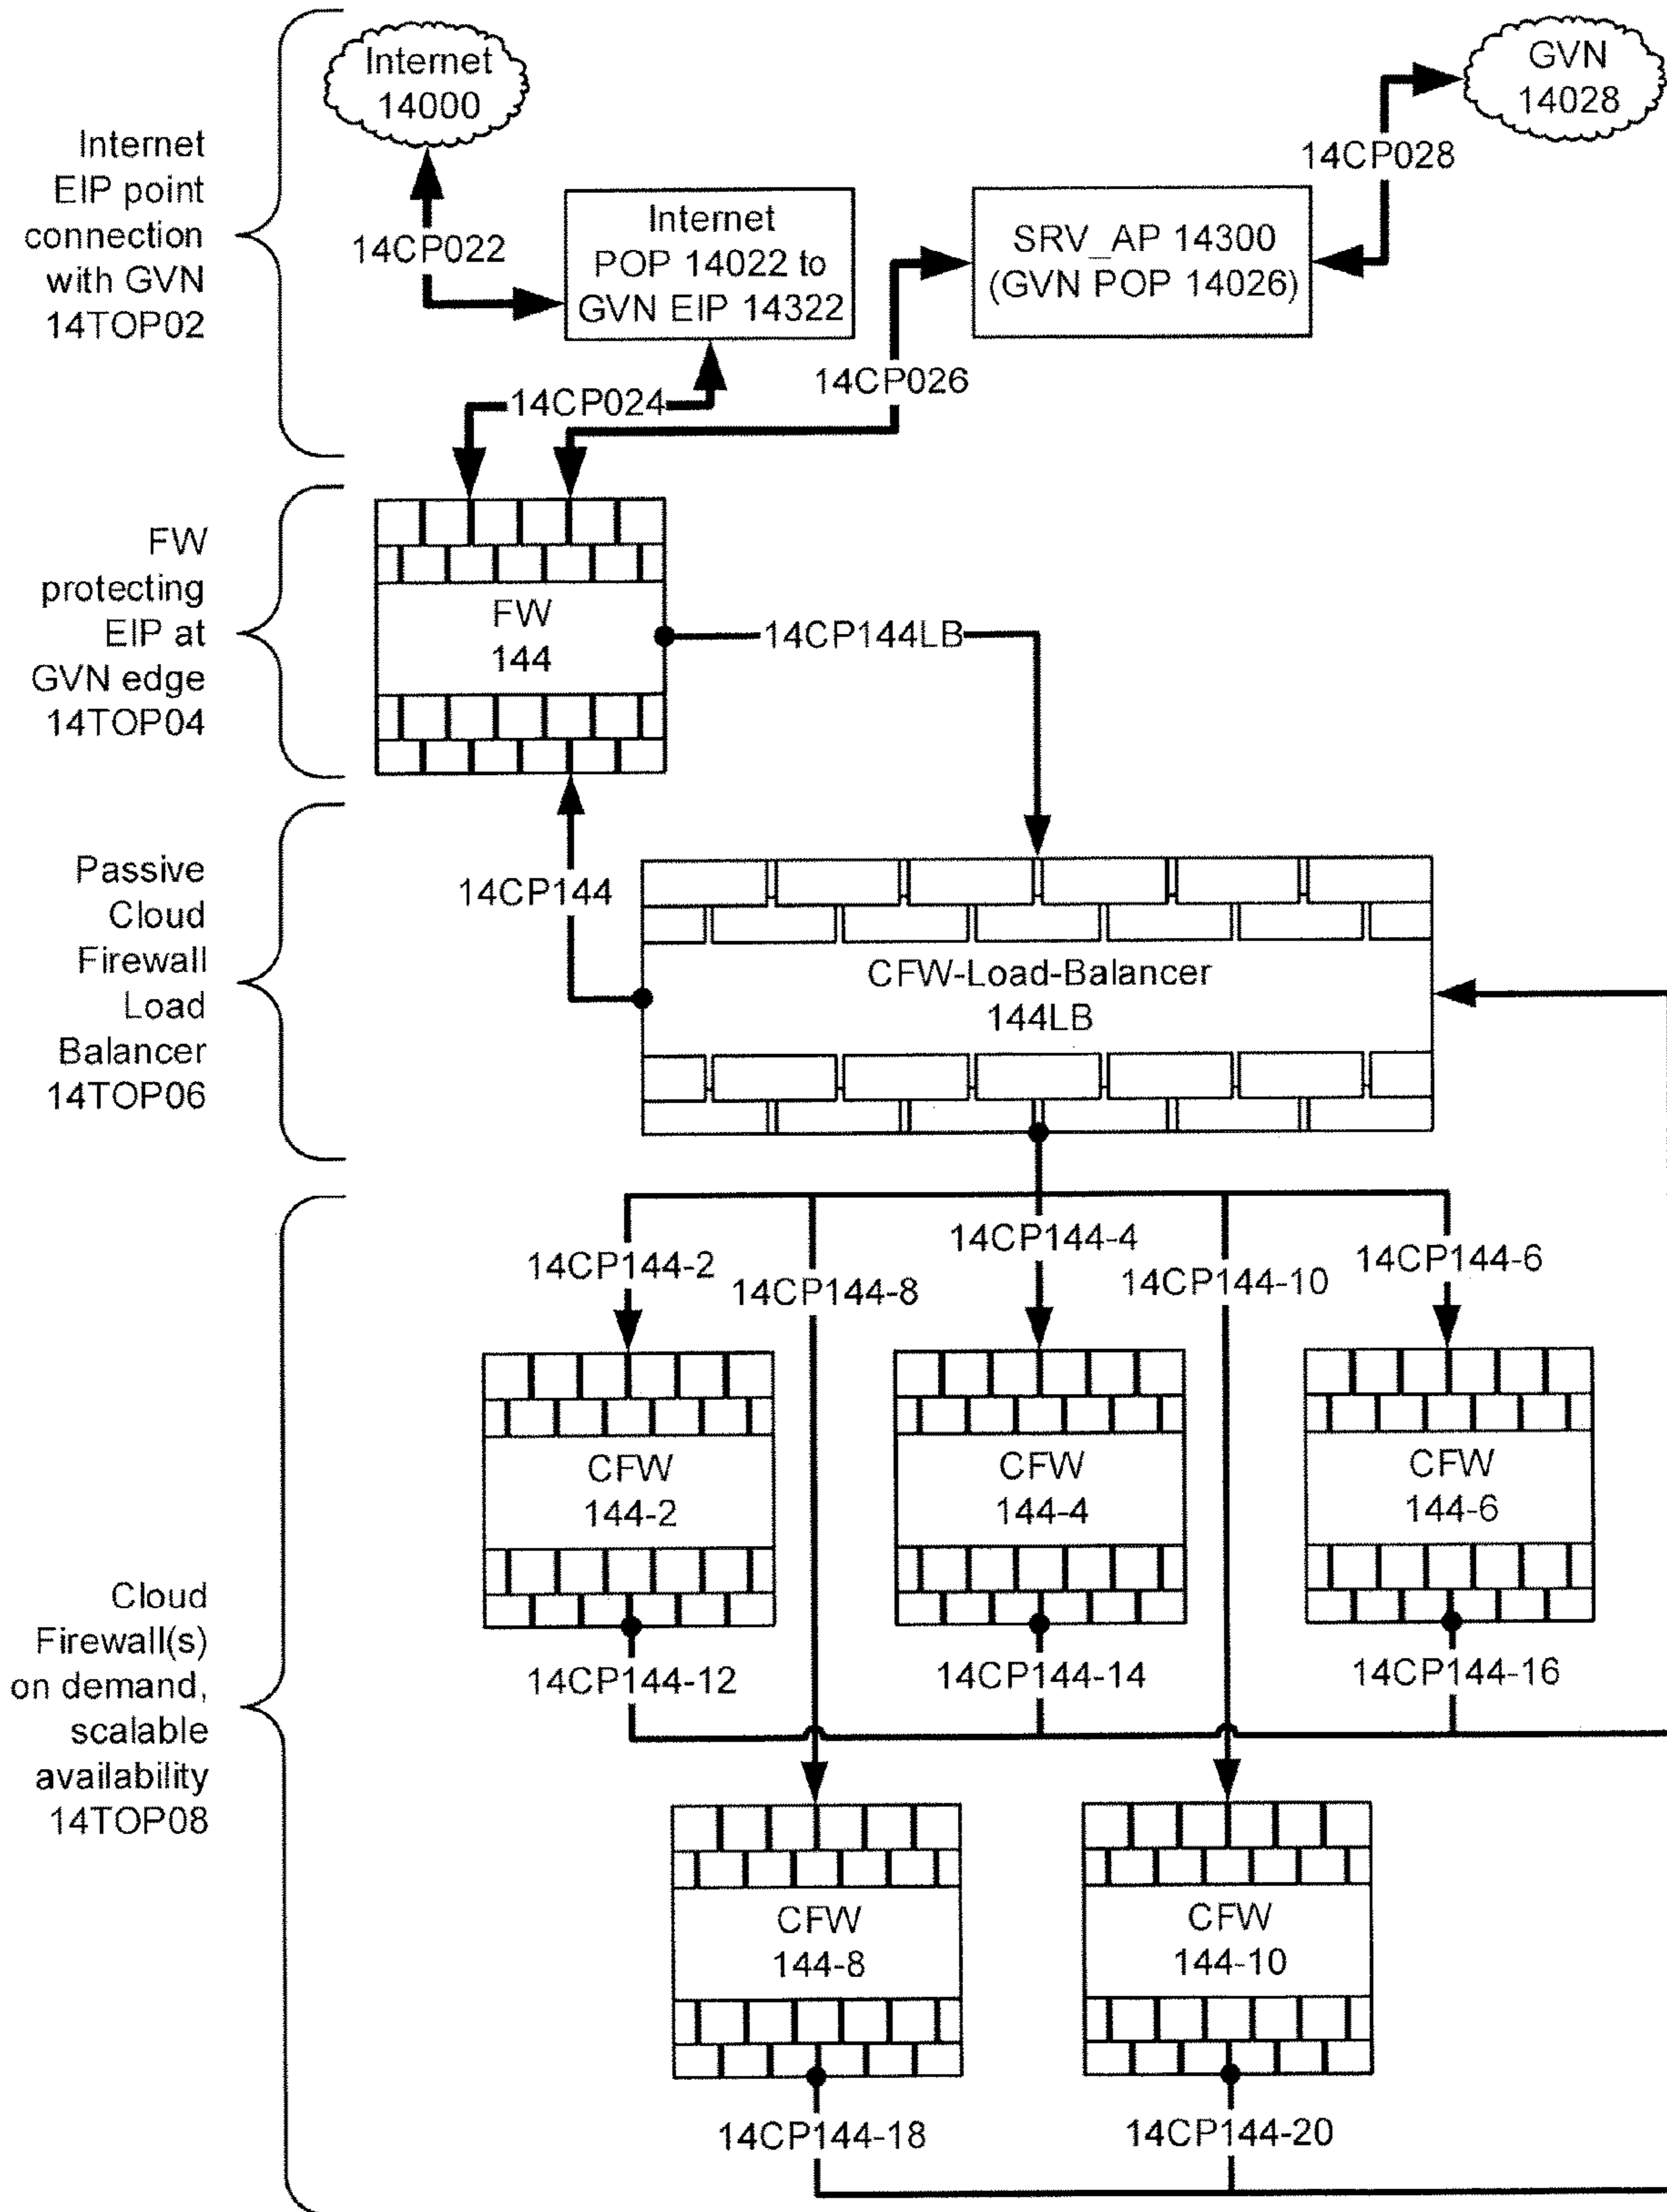 Internet
14000
GVN
14028
Internet
EIP point
connection
with GVN
14TOP02
14CP022
Internet
POP 14022 to
GVN EIP 14322
SRV_AP 14300
(GVN POP 14026)
14CP028
14CP024
14CP026
FW
protecting
EIP at
GVN edge
14TOP04
FW
144
14CP144LB
Passive
Cloud
Firewall
Load
Balancer
14TOP06
14CP144
CFW-Load-Balancer
144LB
14CP144-2
14CP144-8
14CP144-4
14CP144-10
14CP144-6
CFW
144-2
CFW
144-4
CFW
144-6
Cloud
Firewall(s)
on demand,
scalable
availability
14TOP08
14CP144-12
14CP144-14
14CP144-16
CFW
144-8
CFW
144-10
14CP144-18
14CP144-20